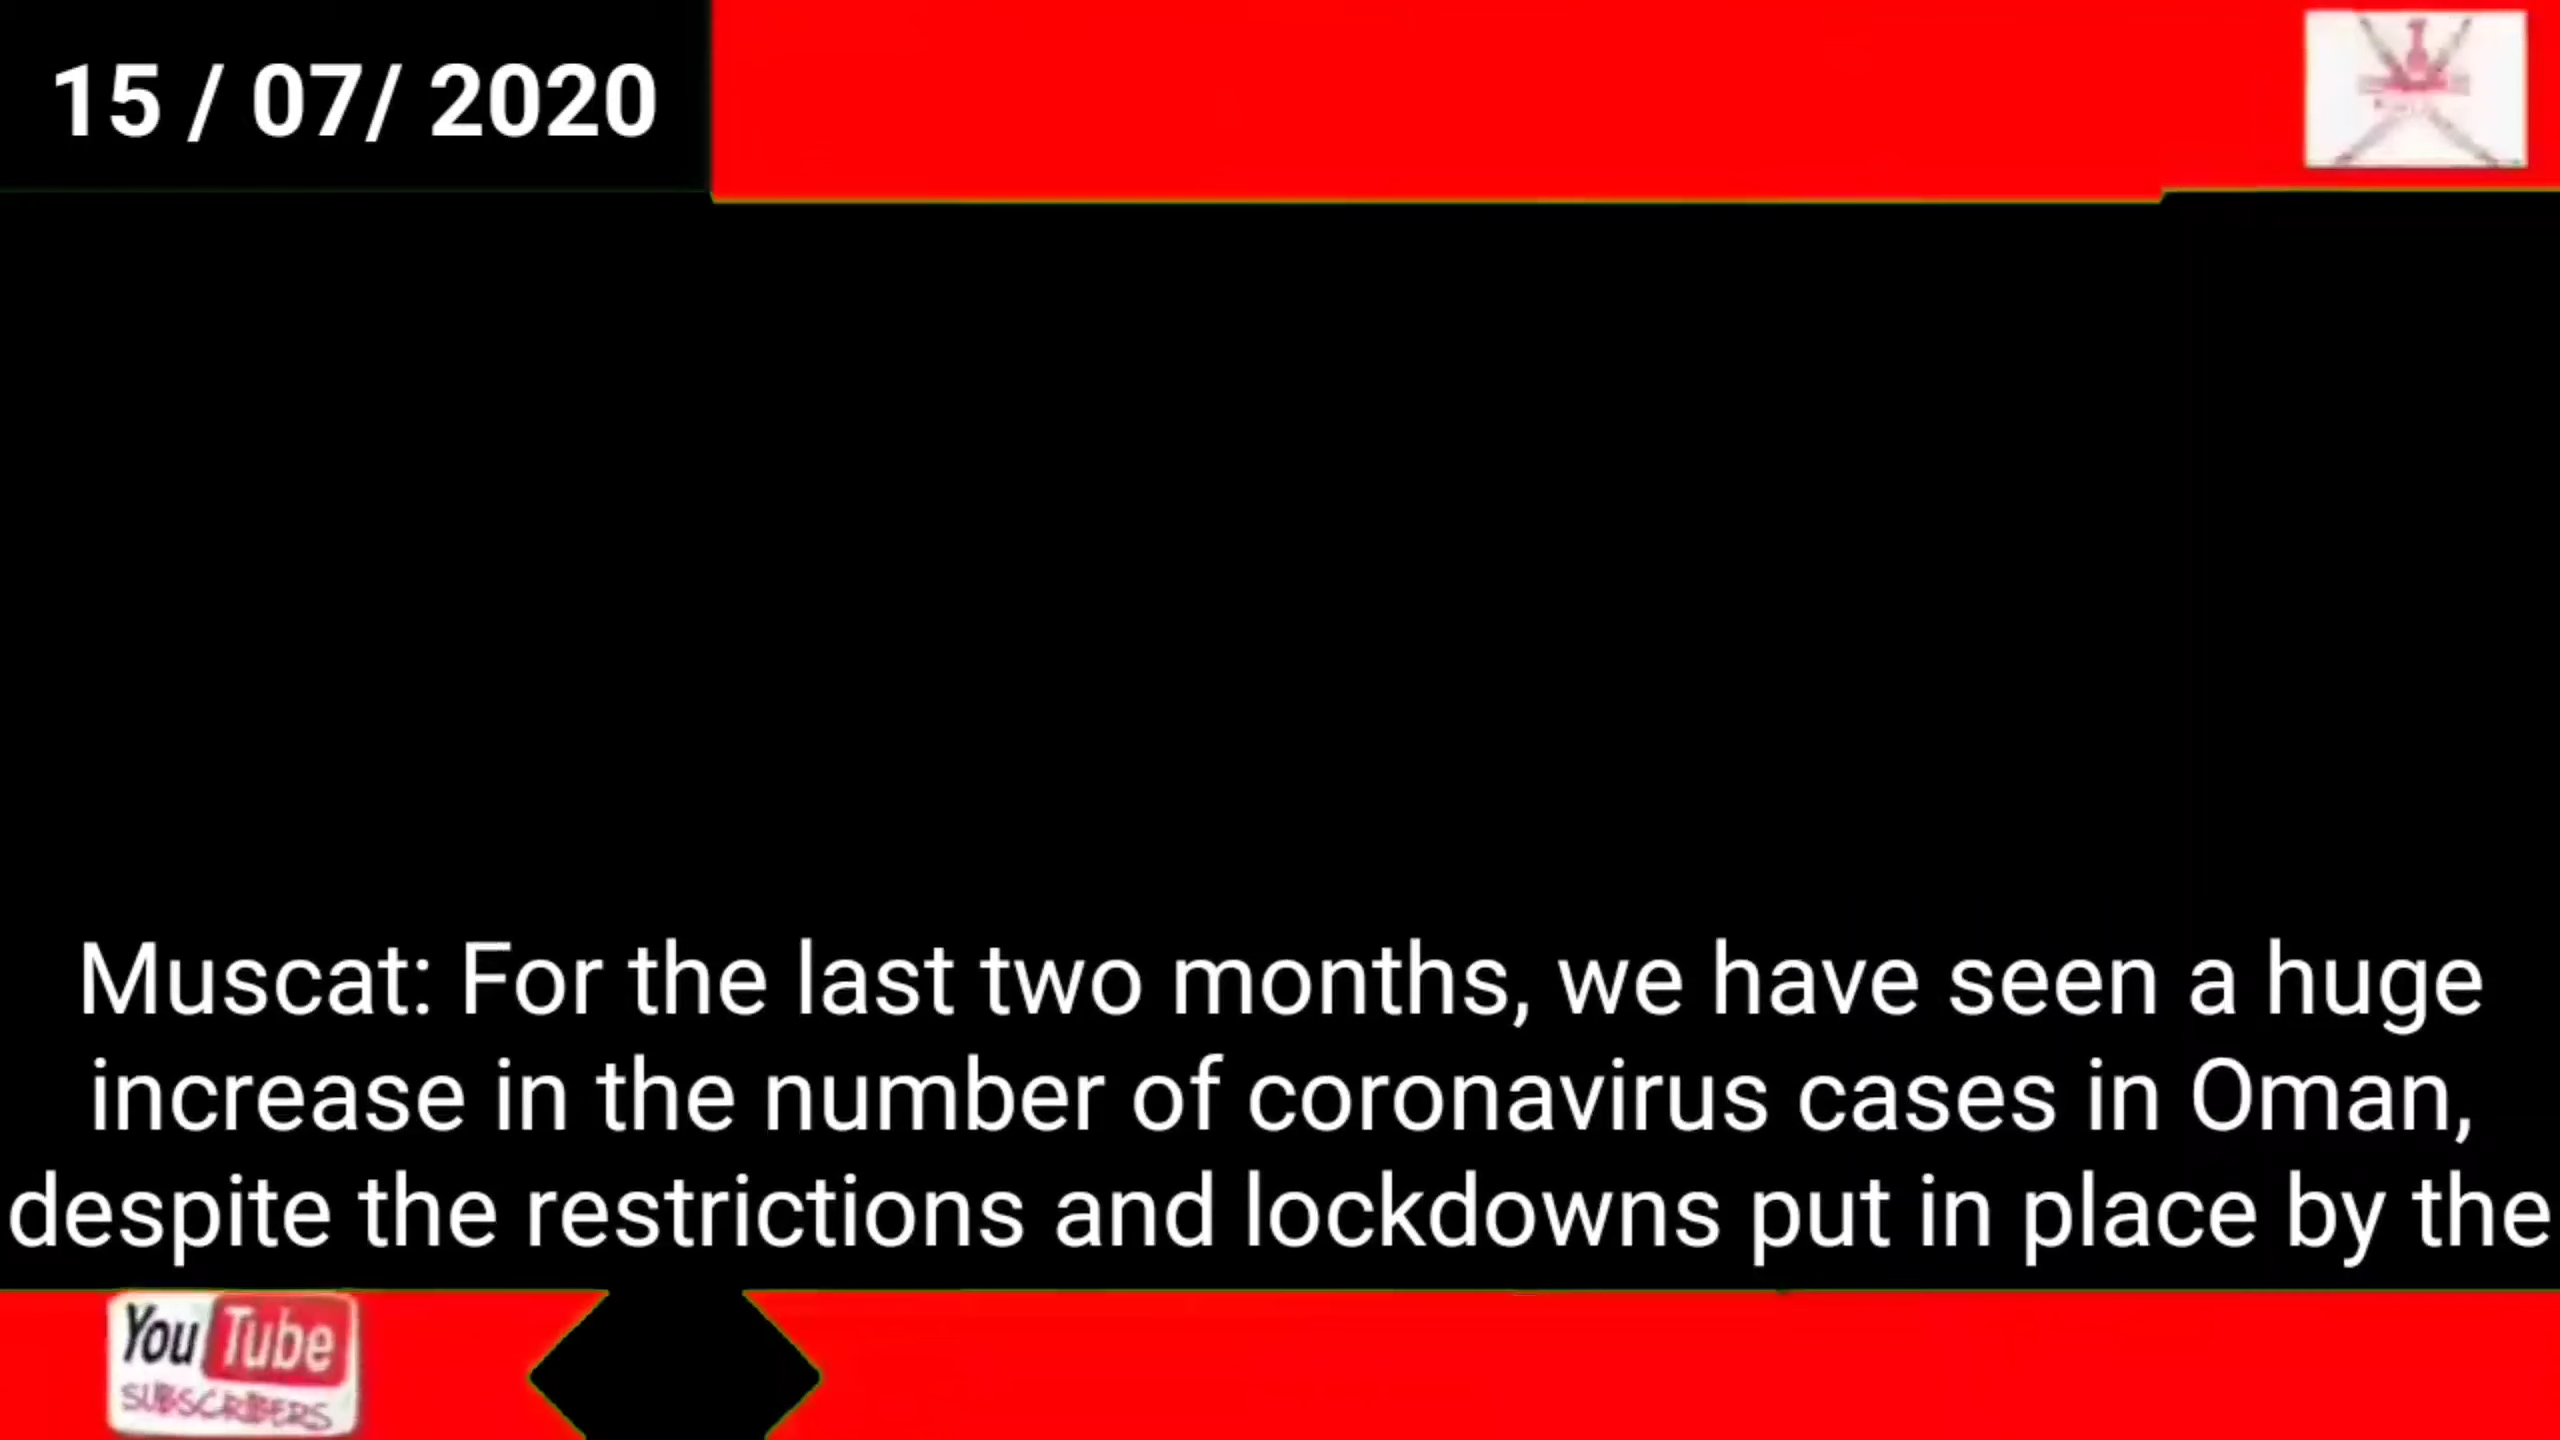 15 / 07/ 2020
Muscat: For the last two months, we have seen a huge
increase in the number of coronavirus cases in Oman,
despite the restrictions and lockdowns put in place by the
You Tube
SUBSCRIBERS